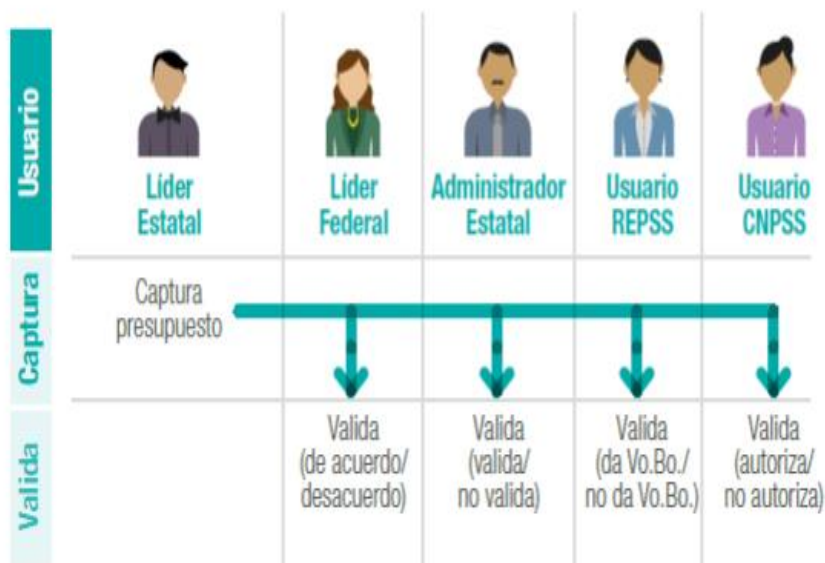 Usuario
Líder
Estatal
Líder
Federal
Administrador
Estatal
Usuario
REPSS
Usuario
CNPSS
Captura
Captura
presupuesto
Valida
Valida
(de acuerdo/
desacuerdo)
Valida
(valida/
no valida)
Valida
(da Vo.Bo./
no da Vo.Bo.)
Valida
(autoriza/
no autoriza)